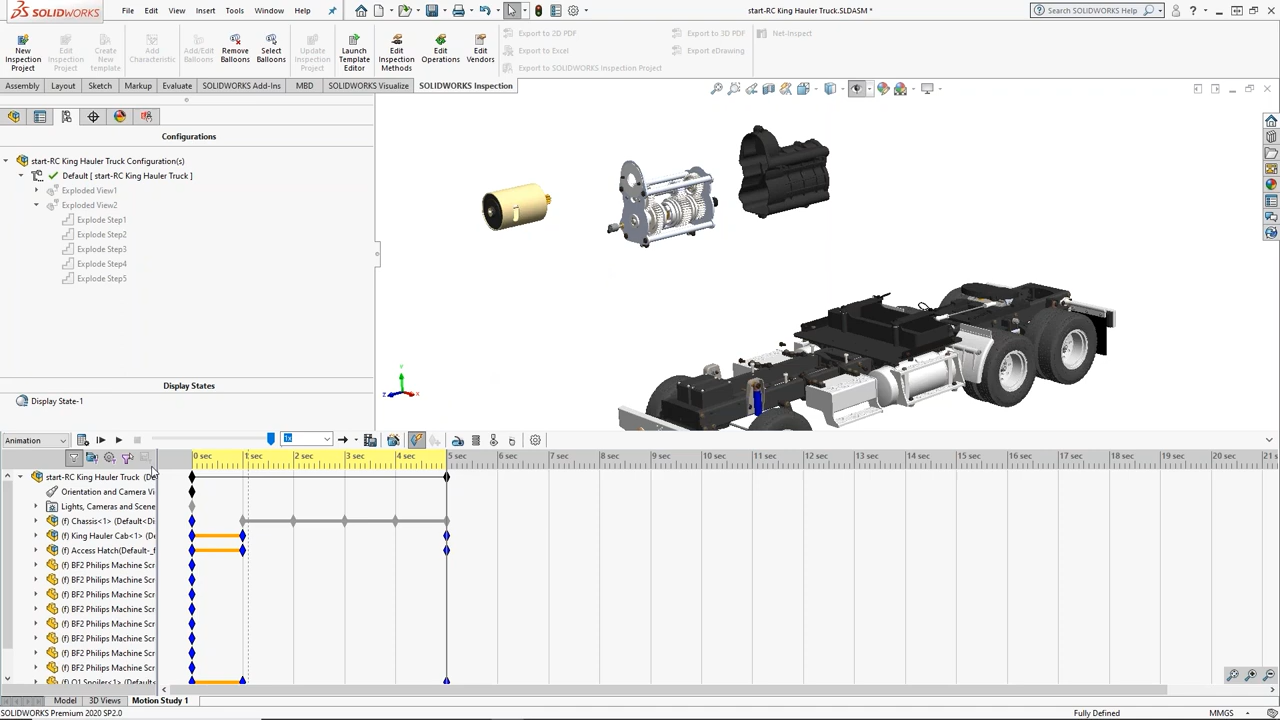 SOLIDWORKS File Edit View Insert Tools Window Help start-RC King Hauler Truck.SLDASM * Search SOLIDWORKS Help
New Inspection Project
Edit Inspection Project
Create New template
Add Characteristic
Add/Edit Balloons
Remove Balloons
Select Balloons
Update Inspection Project
Launch Template Editor
Edit Inspection Methods
Edit Operations
Edit Vendors
Export to 2D PDF Export to 3D PDF Net-Inspect
Export to Excel Export eDrawing
Export to SOLIDWORKS Inspection Project
Assembly Layout Sketch Markup Evaluate SOLIDWORKS Add-Ins MBD SOLIDWORKS Visualize SOLIDWORKS Inspection
Configurations
start-RC King Hauler Truck Configuration(s)
Default [ start-RC King Hauler Truck ]
Exploded View1
Exploded View2
Explode Step1
Explode Step2
Explode Step3
Explode Step4
Explode Step5
Display States
Display State-1
Y
Z X
Animation 1x
0 sec 1 sec 2 sec 3 sec 4 sec 5 sec 6 sec 7 sec 8 sec 9 sec 10 sec 11 sec 12 sec 13 sec 14 sec 15 sec 16 sec 17 sec 18 sec 19 sec 20 sec 21 s
start-RC King Hauler Truck (De
Orientation and Camera Vi
Lights, Cameras and Scene
(f) Chassis<1> (Default<Di
(f) King Hauler Cab<1> (De
(f) Access Hatch(Default-_f
(f) BF2 Philips Machine Scr
(f) BF2 Philips Machine Scr
(f) BF2 Philips Machine Scr
(f) BF2 Philips Machine Scr
(f) BF2 Philips Machine Scr
(f) BF2 Philips Machine Scr
(f) BF2 Philips Machine Scr
(f) BF2 Philips Machine Scr
(f) Q1 Spoiler<1> (Default<
Model 3D Views Motion Study 1
SOLIDWORKS Premium 2020 SP2.0 Fully Defined MMGS